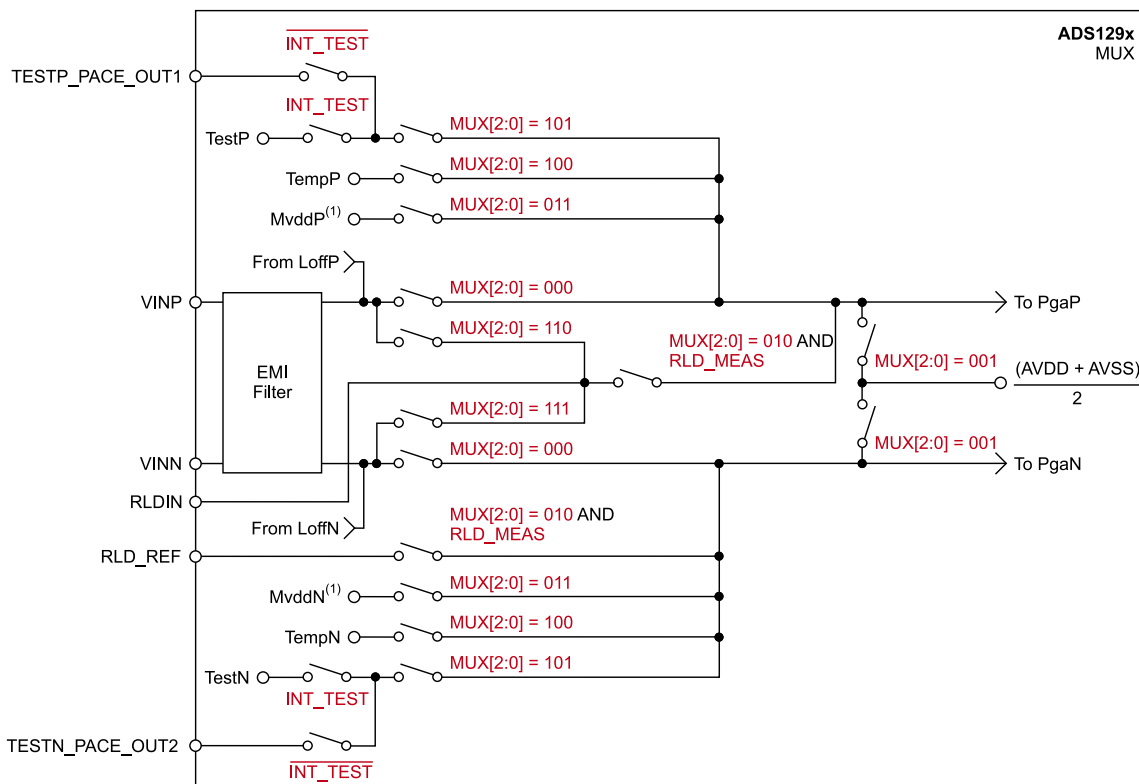 ADS129x
MUX
INT_TEST
TESTP_PACE_OUT1
INT_TEST
TestP
MUX[2:0] = 101
TempP
MUX[2:0] = 100
MvddP(1)
MUX[2:0] = 011
From LoffP
VINP
MUX[2:0] = 000
To PgaP
MUX[2:0] = 110
MUX[2:0] = 010 AND
RLD_MEAS
EMI
Filter
MUX[2:0] = 001
(AVDD + AVSS)
2
MUX[2:0] = 111
MUX[2:0] = 001
VINN
MUX[2:0] = 000
To PgaN
RLDIN
From LoffN
MUX[2:0] = 010 AND
RLD_MEAS
RLD_REF
MvddN(1)
MUX[2:0] = 011
TempN
MUX[2:0] = 100
TestN
MUX[2:0] = 101
INT_TEST
TESTN_PACE_OUT2
INT_TEST